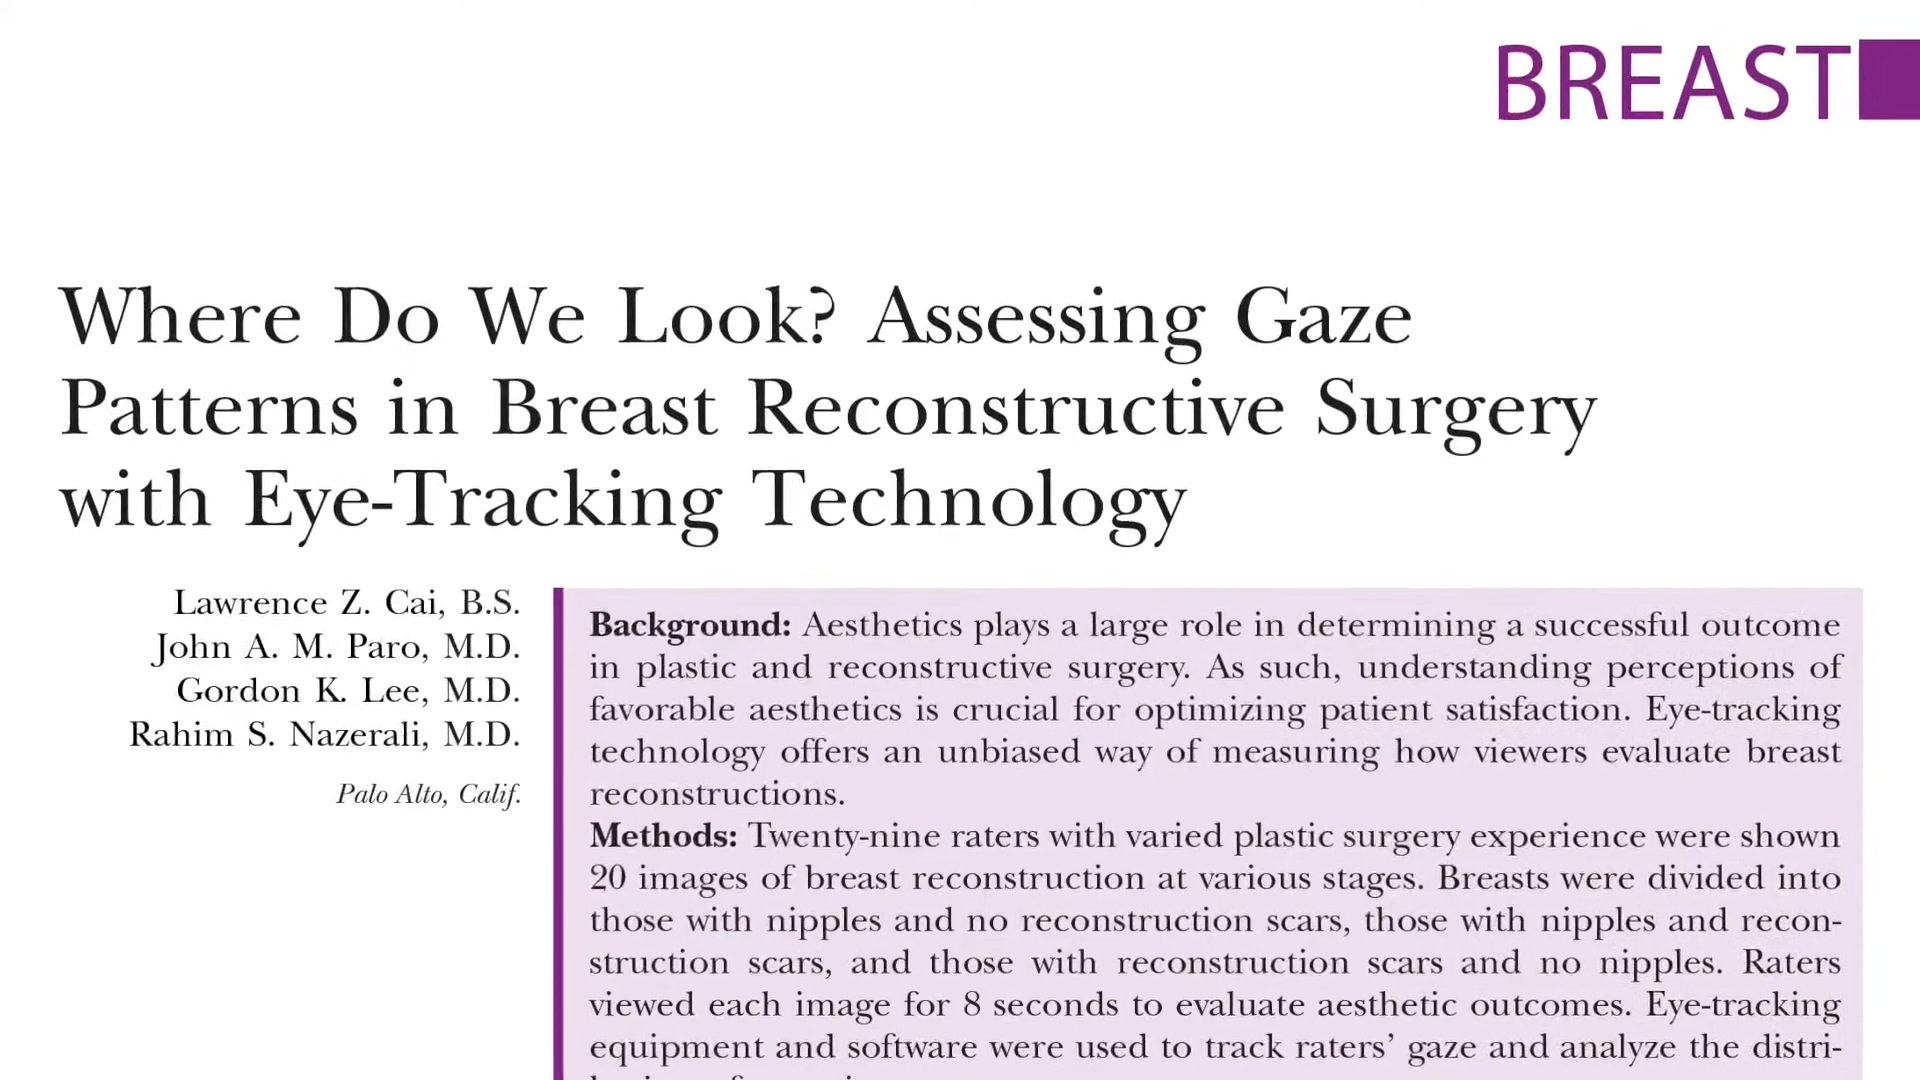 BREAST
Where Do We Look? Assessing Gaze
Patterns in Breast Reconstructive Surgery
with Eye-Tracking Technology
Lawrence Z. Cai, B.S.
John A. M. Paro, M.D.
Gordon K. Lee, M.D.
Rahim S. Nazerali, M.D.
Palo Alto, Calif.
Background: Aesthetics plays a large role in determining a successful outcome
in plastic and reconstructive surgery. As such, understanding perceptions of
favorable aesthetics is crucial for optimizing patient satisfaction. Eye-tracking
technology offers an unbiased way of measuring how viewers evaluate breast
reconstructions.
Methods: Twenty-nine raters with varied plastic surgery experience were shown
20 images of breast reconstruction at various stages. Breasts were divided into
those with nipples and no reconstruction scars, those with nipples and recon-
struction scars, and those with reconstruction scars and no nipples. Raters
viewed each image for 8 seconds to evaluate aesthetic outcomes. Eye-tracking
equipment and software were used to track raters’ gaze and analyze the distri-